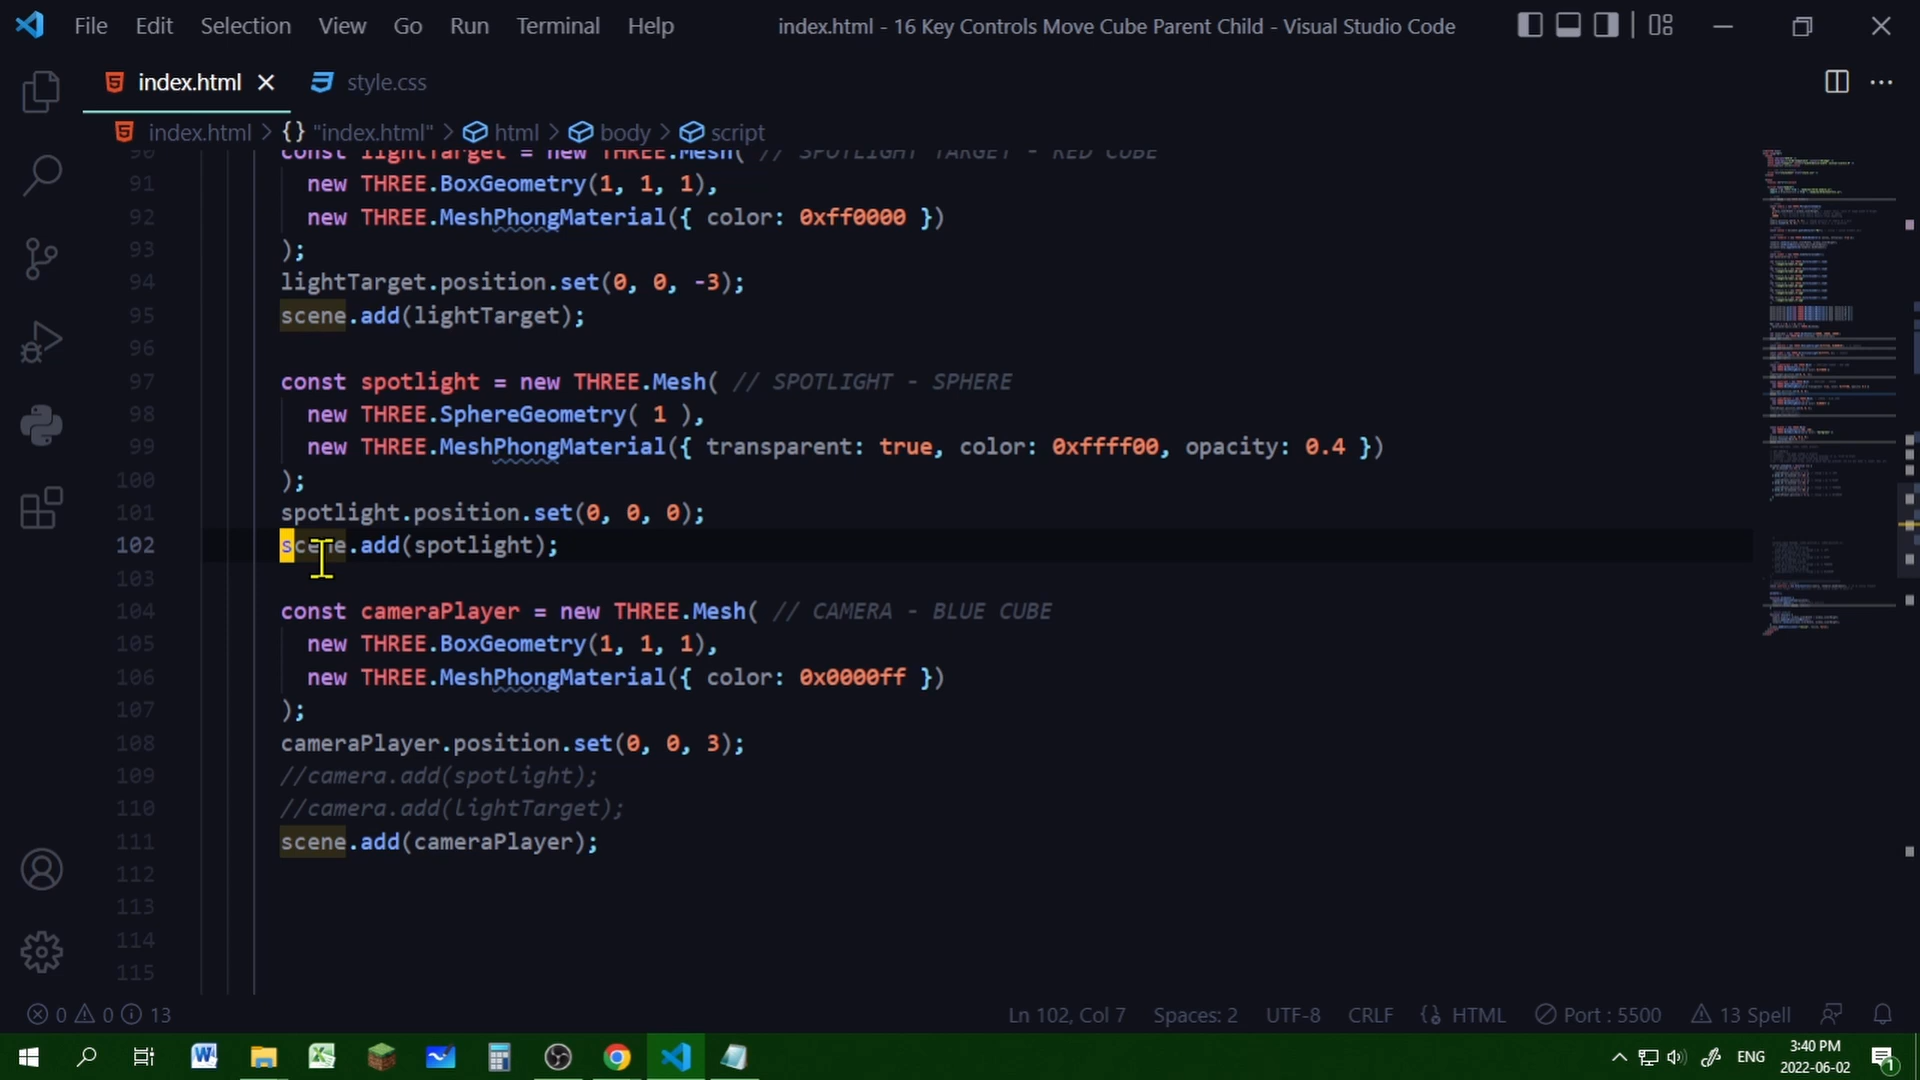 File Edit Selection View Go Run Terminal Help index.html - 16 Key Controls Move Cube Parent Child - Visual Studio Code
index.html style.css
index.html > {} "index.html" > html > body > script
90 const lightTarget = new THREE.Mesh( // SPOTLIGHT TARGET - RED CUBE
91 new THREE.BoxGeometry(1, 1, 1),
92 new THREE.MeshPhongMaterial({ color: 0xff0000 })
93 );
94 lightTarget.position.set(0, 0, -3);
95 scene.add(lightTarget);
96
97 const spotlight = new THREE.Mesh( // SPOTLIGHT - SPHERE
98 new THREE.SphereGeometry( 1 ),
99 new THREE.MeshPhongMaterial({ transparent: true, color: 0xffff00, opacity: 0.4 })
100 );
101 spotlight.position.set(0, 0, 0);
102 scene.add(spotlight);
103
104 const cameraPlayer = new THREE.Mesh( // CAMERA - BLUE CUBE
105 new THREE.BoxGeometry(1, 1, 1),
106 new THREE.MeshPhongMaterial({ color: 0x0000ff })
107 );
108 cameraPlayer.position.set(0, 0, 3);
109 //camera.add(spotlight);
110 //camera.add(lightTarget);
111 scene.add(cameraPlayer);
112
113
114
115
0 0 13 Ln 102, Col 7 Spaces: 2 UTF-8 CRLF {} HTML Port : 5500 13 Spell
ENG 3:40 PM
2022-06-02 1